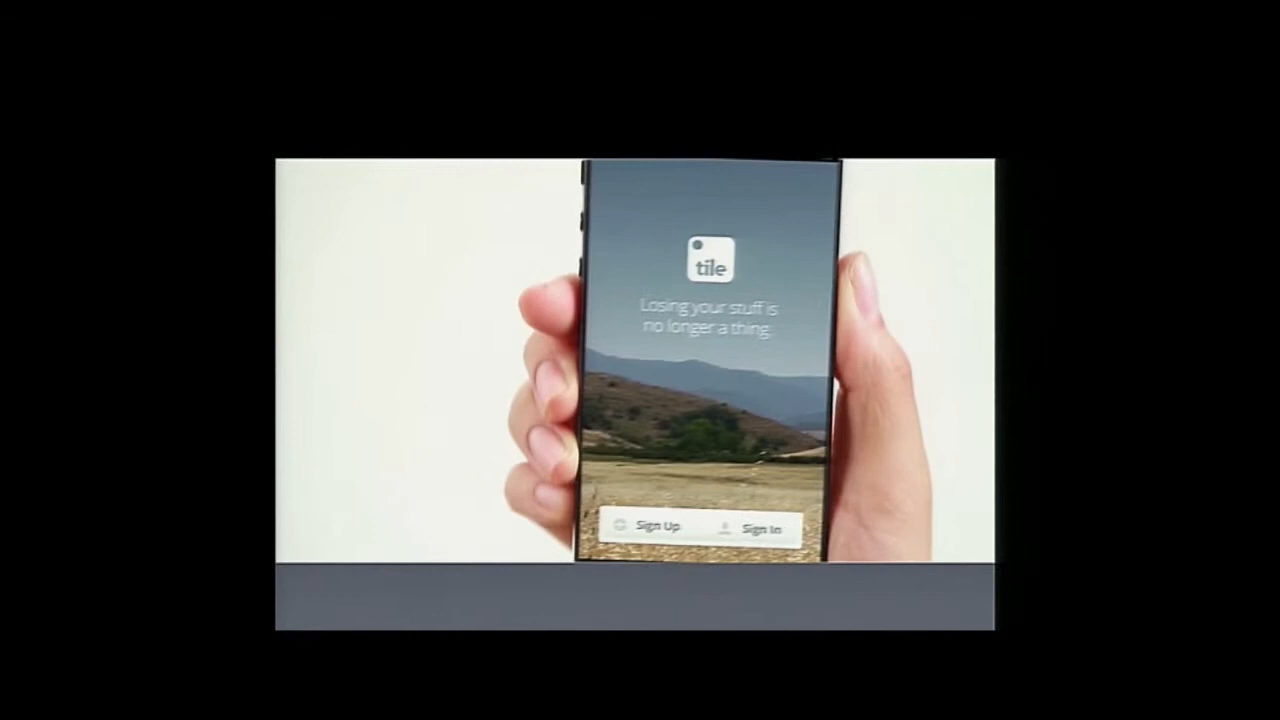 tile
Losing your stuff is
no longer a thing.
Sign Up
Sign In